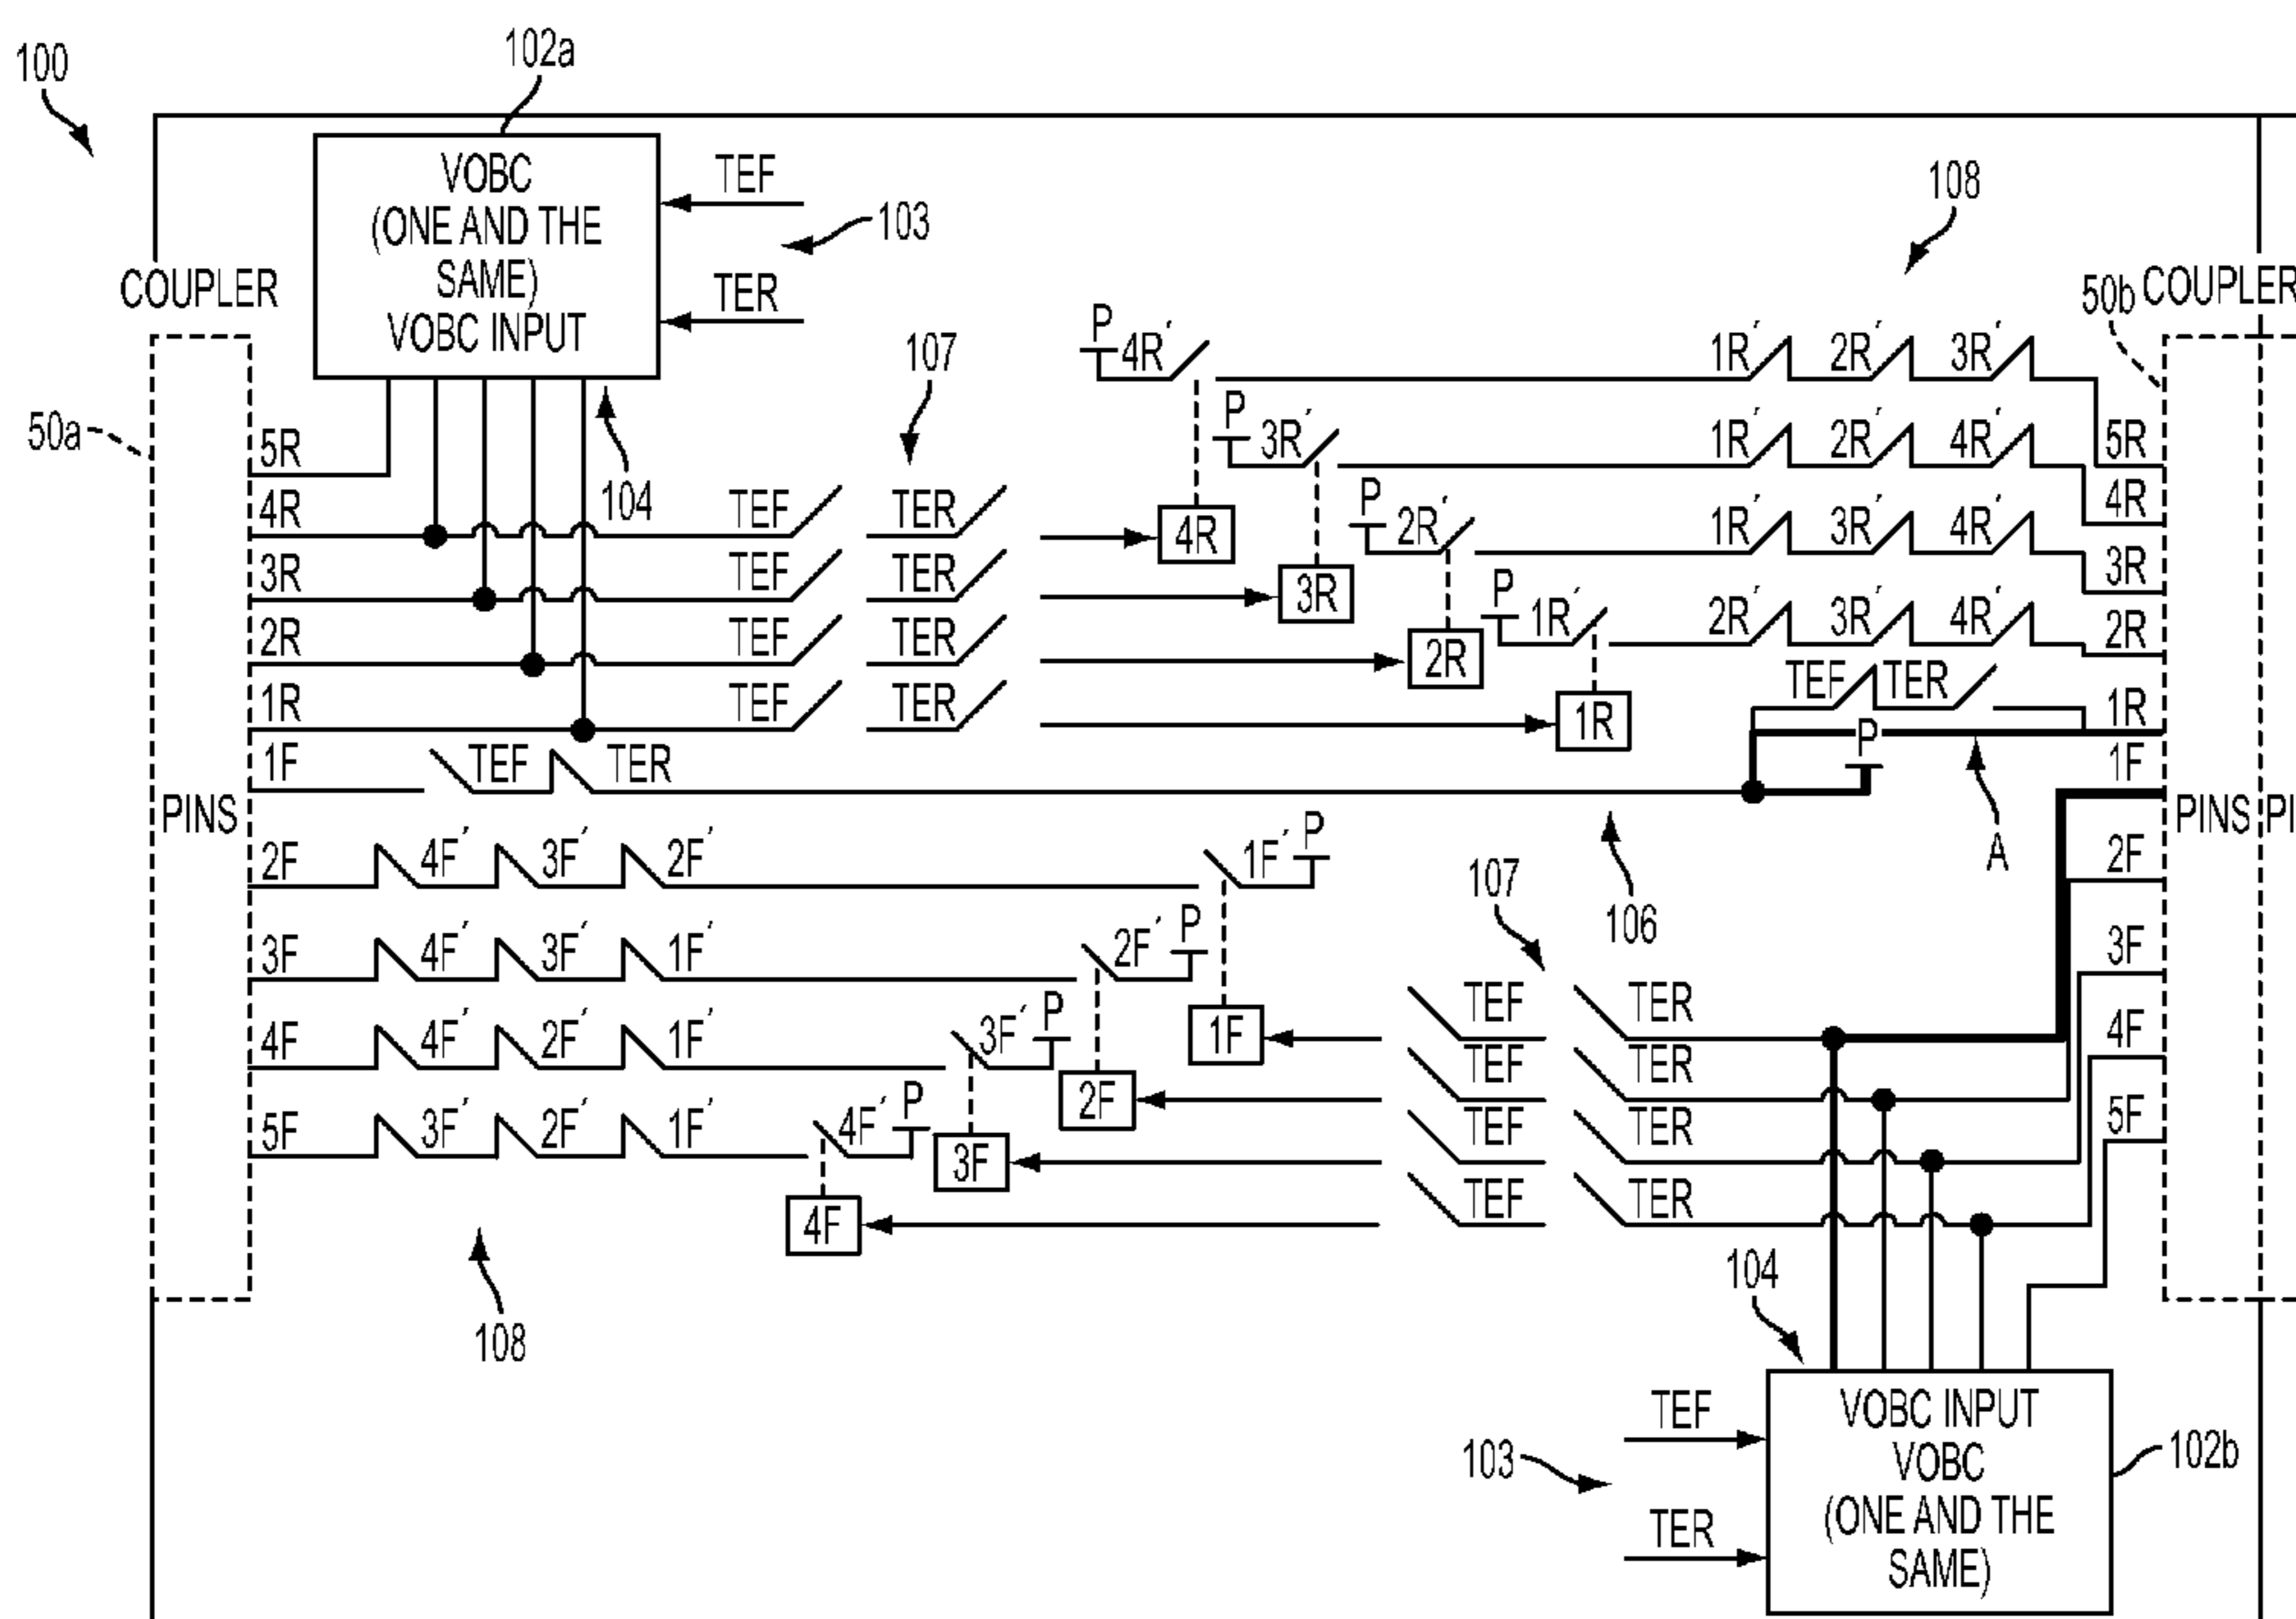 100
102a
VOBC
(ONE AND THE
SAME)
VOBC INPUT
TEF
TER
103
104
COUPLER
50a
PINS
107
108
50b
COUPLER
PINS
PI
P 4R′ 1R′ 2R′ 3R′ 5R
P 3R′ 1R′ 2R′ 4R′ 4R
P 2R′ 1R′ 3R′ 4R′ 3R
P 1R′ 2R′ 3R′ 4R′ 2R
TEF TER 1R
P
1F
A
106
5R
4R TEF TER 4R
3R TEF TER 3R
2R TEF TER 2R
1R TEF TER 1R
1F TEF TER
2F 4F′ 3F′ 2F′ 1F′ P
3F 4F′ 3F′ 1F′ 2F′ P
4F 4F′ 2F′ 1F′ 3F′ P
5F 3F′ 2F′ 1F′ 4F′ P
108
107
1F TEF TER
2F TEF TER
3F TEF TER
4F TEF TER
2F
3F
4F
5F
104
TEF
TER
103
VOBC INPUT
VOBC
(ONE AND THE
SAME)
102b